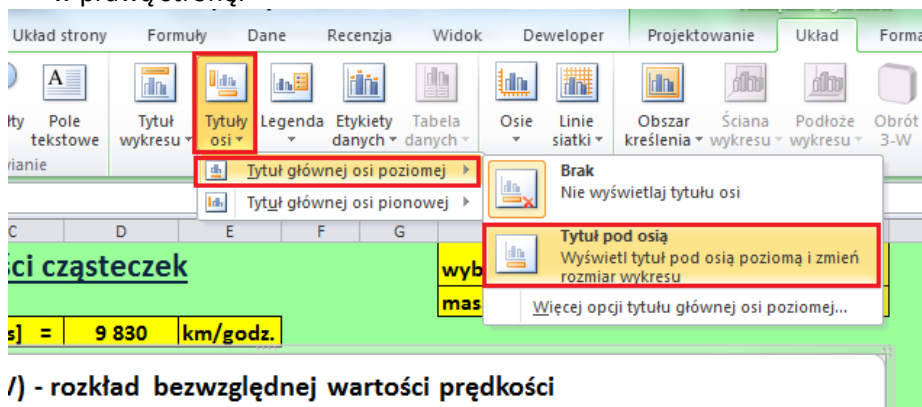 w prawą stronę.
Układ strony Formuły Dane Recenzja Widok Deweloper Projektowanie Układ Forma
A
Pole tekstowe
Tytuł wykresu
Tytuły osi
Legenda
Etykiety danych
Tabela danych
Osie
Linie siatki
Obszar kreślenia
Ściana wykresu
Podłoże wykresu
Obrót 3-W
Tytuł głównej osi poziomej
Tytuł głównej osi pionowej
Brak
Nie wyświetlaj tytułu osi
Tytuł pod osią
Wyświetl tytuł pod osią poziomą i zmień
rozmiar wykresu
Więcej opcji tytułu głównej osi poziomej...
C D E F G
ści cząsteczek wyb
mas
s] = 9 830 km/godz.
/) - rozkład bezwzględnej wartości prędkości